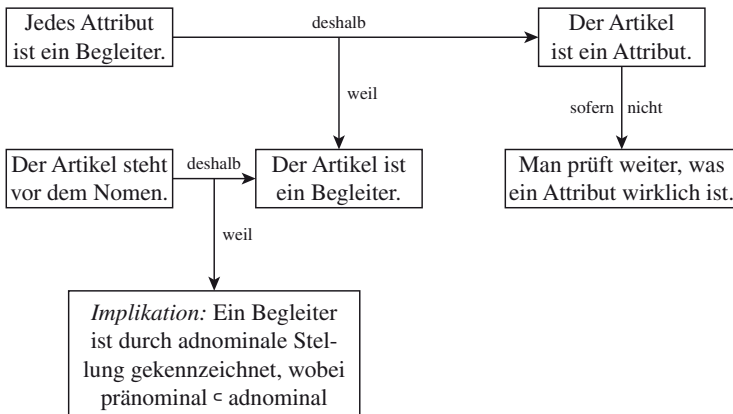 Jedes Attribut
ist ein Begleiter.
deshalb
Der Artikel
ist ein Attribut.
weil
sofern nicht
Der Artikel steht
vor dem Nomen.
deshalb
Der Artikel ist
ein Begleiter.
Man prüft weiter, was
ein Attribut wirklich ist.
weil
Implikation: Ein Begleiter
ist durch adnominale Stel-
lung gekennzeichnet, wobei
pränominal ⊂ adnominal